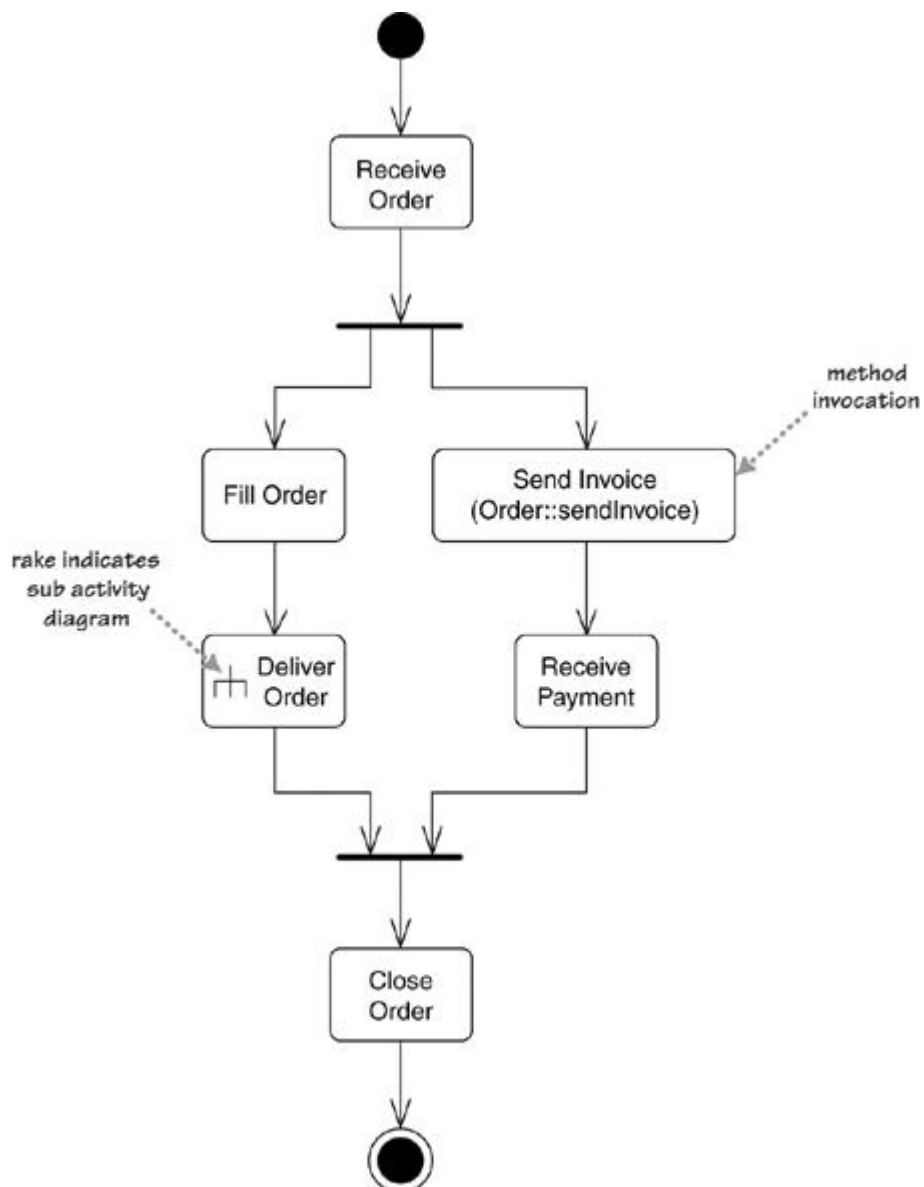 Receive
Order
method
invocation
Fill Order
Send Invoice
(Order::sendInvoice)
rake indicates
sub activity
diagram
Deliver
Order
Receive
Payment
Close
Order